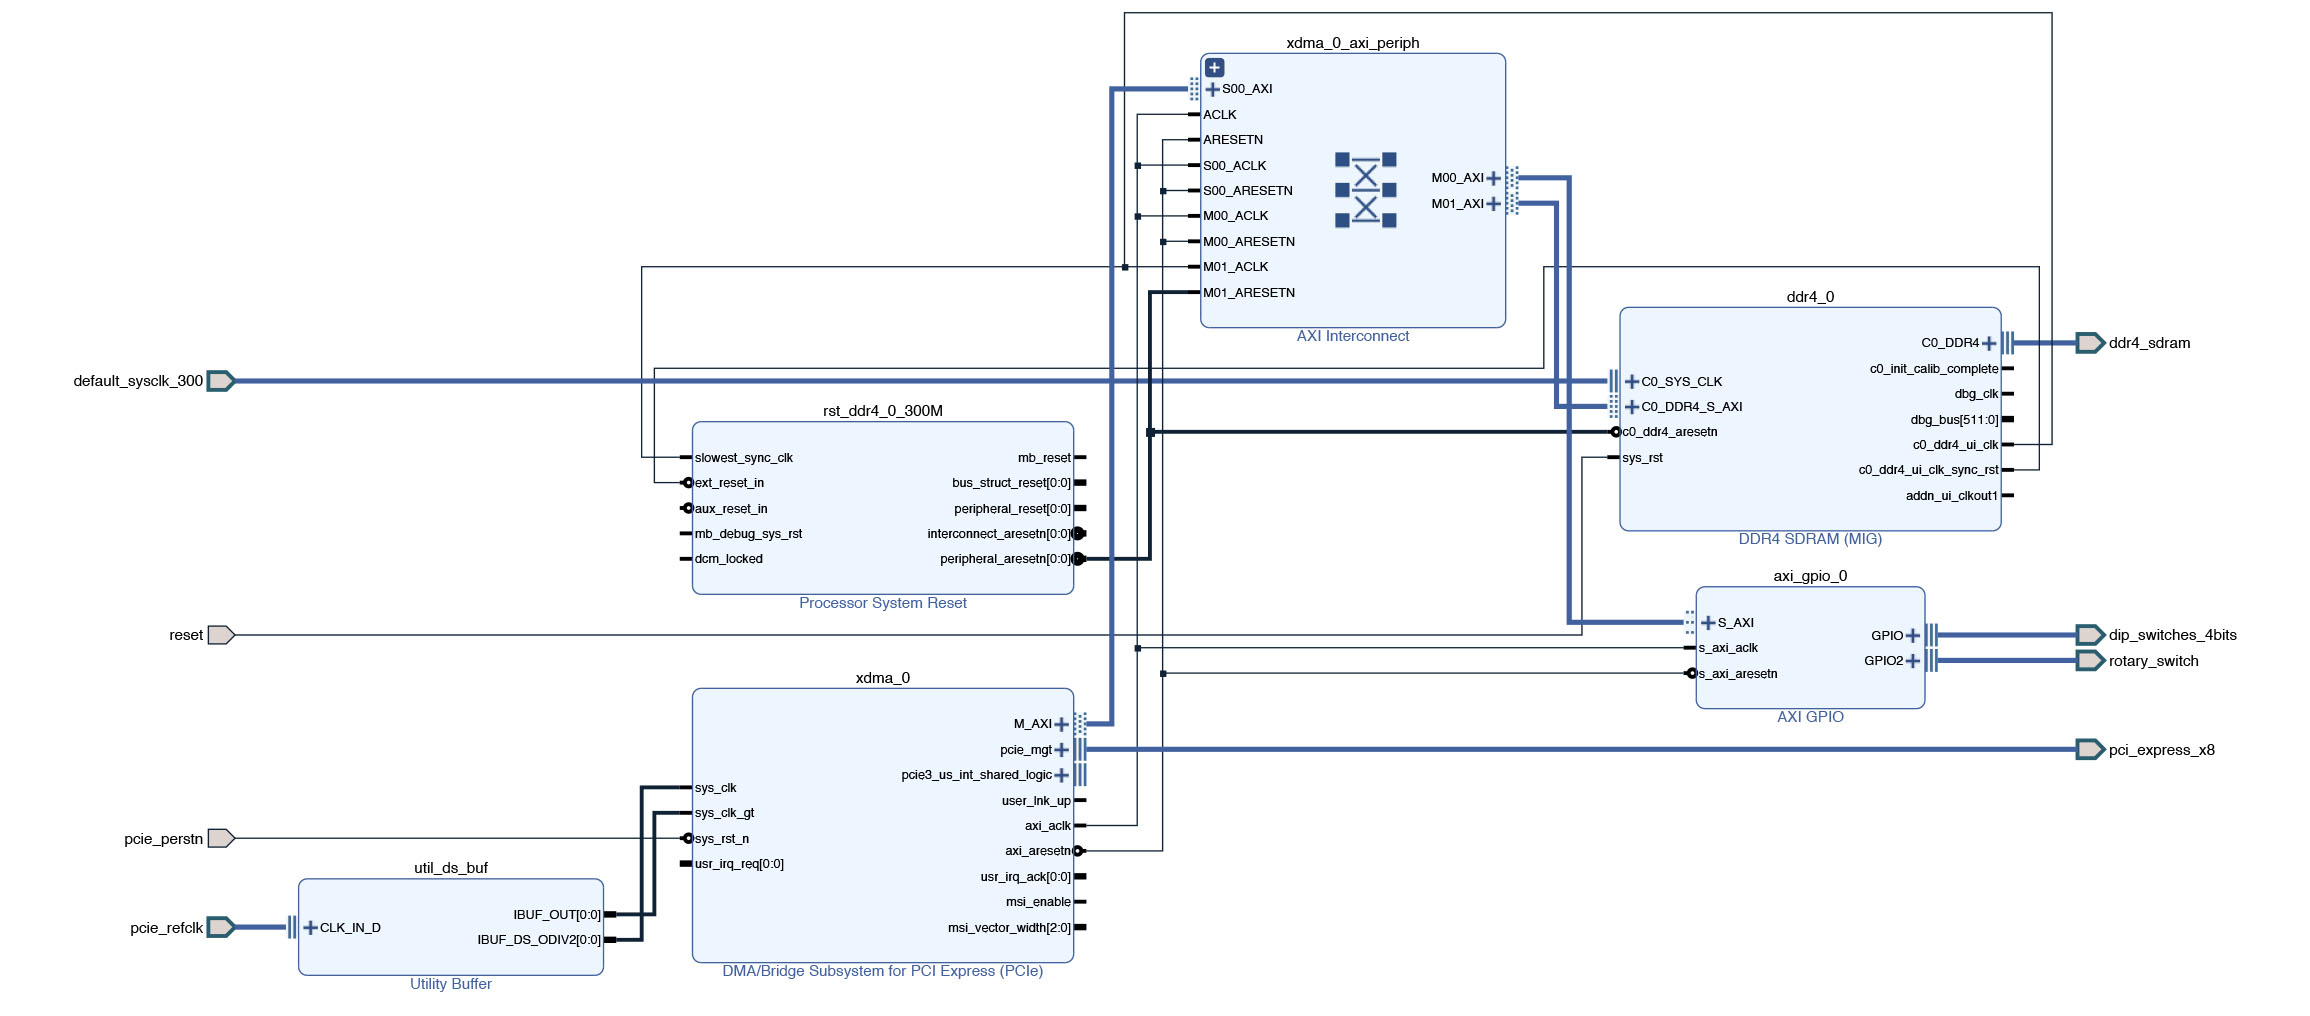 xdma_0_axi_periph
S00_AXI
ACLK
ARESETN
S00_ACLK
S00_ARESETN
M00_ACLK
M00_ARESETN
M01_ACLK
M01_ARESETN
M00_AXI
M01_AXI
AXI Interconnect
ddr4_0
C0_SYS_CLK
C0_DDR4_S_AXI
c0_ddr4_aresetn
sys_rst
C0_DDR4
c0_init_calib_complete
dbg_clk
dbg_bus[511:0]
c0_ddr4_ui_clk
c0_ddr4_ui_clk_sync_rst
addn_ui_clkout1
DDR4 SDRAM (MIG)
ddr4_sdram
default_sysclk_300
rst_ddr4_0_300M
slowest_sync_clk
ext_reset_in
aux_reset_in
mb_debug_sys_rst
dcm_locked
mb_reset
bus_struct_reset[0:0]
peripheral_reset[0:0]
interconnect_aresetn[0:0]
peripheral_aresetn[0:0]
Processor System Reset
axi_gpio_0
S_AXI
s_axi_aclk
s_axi_aresetn
GPIO
GPIO2
AXI GPIO
dip_switches_4bits
rotary_switch
reset
xdma_0
sys_clk
sys_clk_gt
sys_rst_n
usr_irq_req[0:0]
M_AXI
pcie_mgt
pcie3_us_int_shared_logic
user_lnk_up
axi_aclk
axi_aresetn
usr_irq_ack[0:0]
msi_enable
msi_vector_width[2:0]
DMA/Bridge Subsystem for PCI Express (PCIe)
pci_express_x8
pcie_perstn
util_ds_buf
pcie_refclk
CLK_IN_D
IBUF_OUT[0:0]
IBUF_DS_ODIV2[0:0]
Utility Buffer